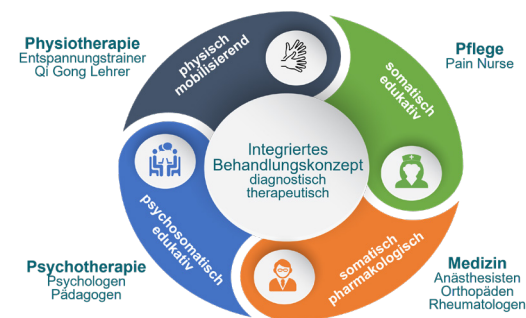 Physiotherapie
Entspannungstrainer
Qi Gong Lehrer
physisch
mobilisierend
Pflege
Pain Nurse
somatisch
edukativ
Integriertes
Behandlungskonzept
diagnostisch
therapeutisch
psychosomatisch
edukativ
somatisch
pharmakologisch
Psychotherapie
Psychologen
Pädagogen
Medizin
Anästhesisten
Orthopäden
Rheumatologen